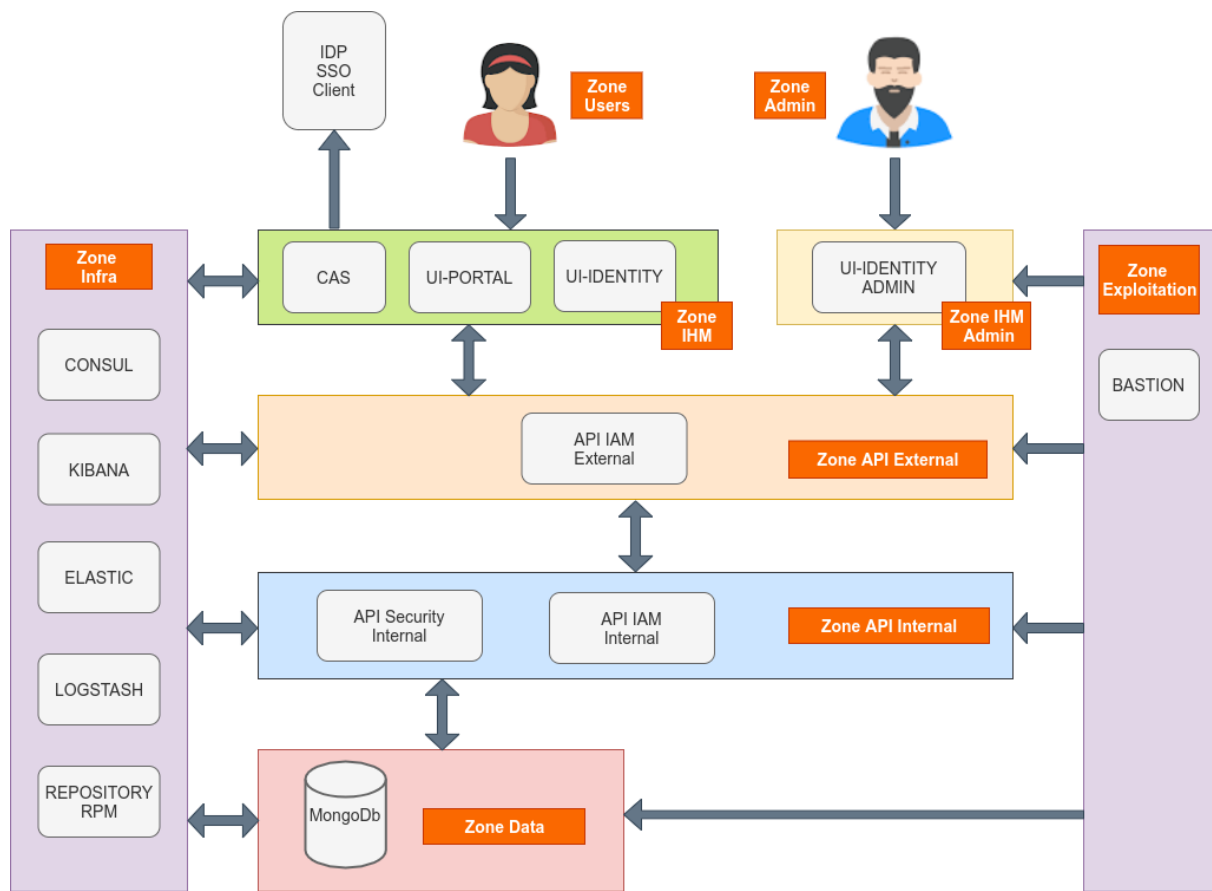 IDP
SSO
Client
Zone
Users
Zone
Admin
Zone
Infra
CAS
UI-PORTAL
UI-IDENTITY
Zone
IHM
UI-IDENTITY
ADMIN
Zone IHM
Admin
Zone
Exploitation
CONSUL
BASTION
KIBANA
API IAM
External
Zone API External
ELASTIC
API Security
Internal
API IAM
Internal
Zone API Internal
LOGSTASH
REPOSITORY
RPM
MongoDb
Zone Data